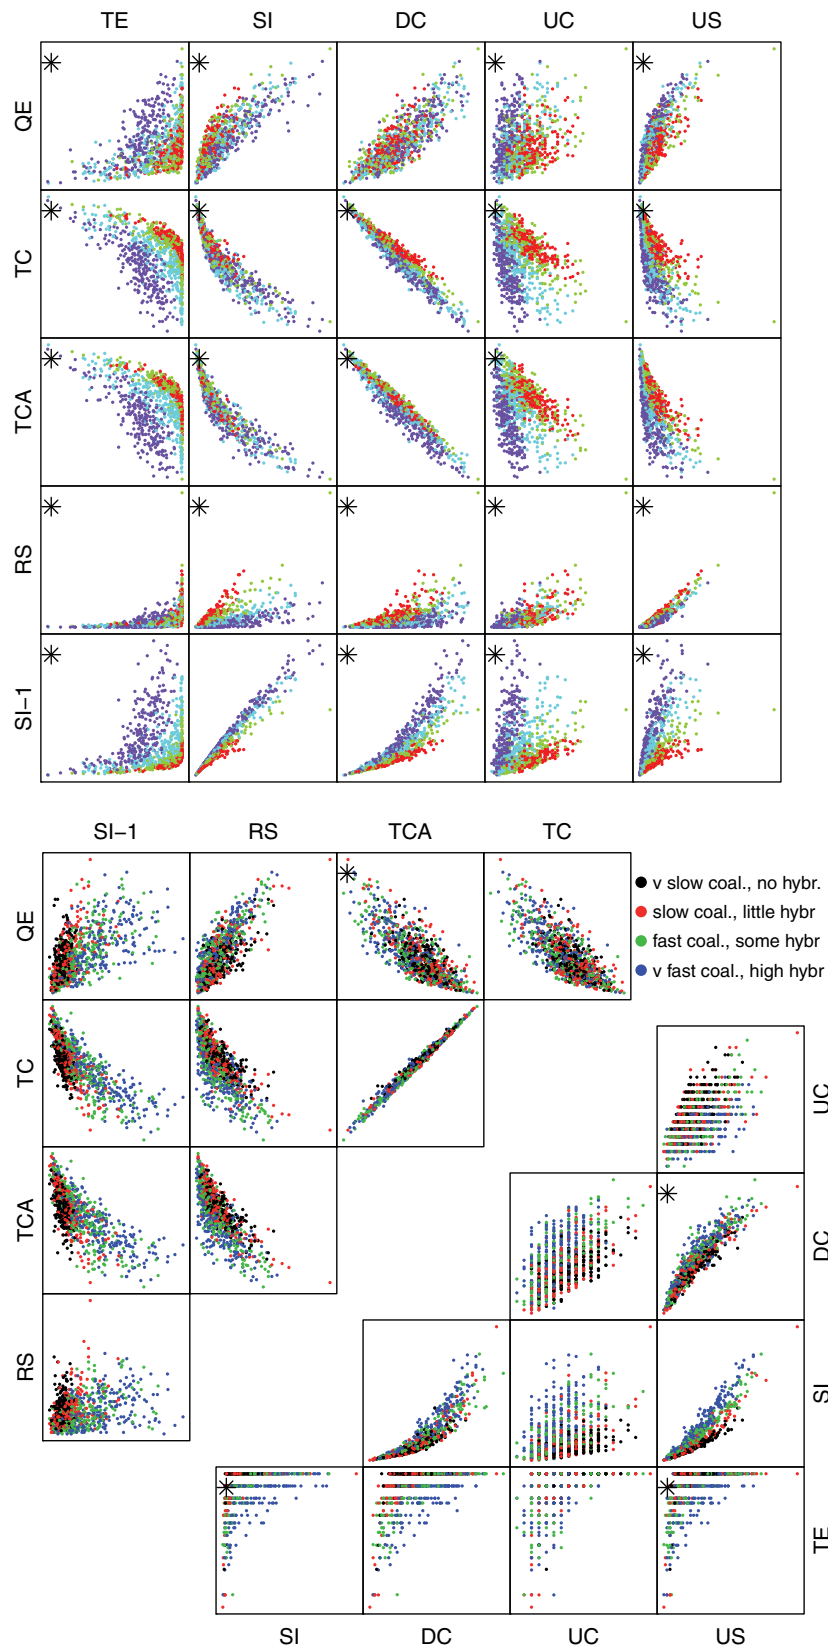 TE SI DC UC US
QE
TC
TCA
RS
SI-1
SI-1 RS TCA TC
QE
v slow coal., no hybr.
slow coal., little hybr
fast coal., some hybr
v fast coal., high hybr
TC
UC
TCA
DC
RS
SI
TE
SI DC UC US